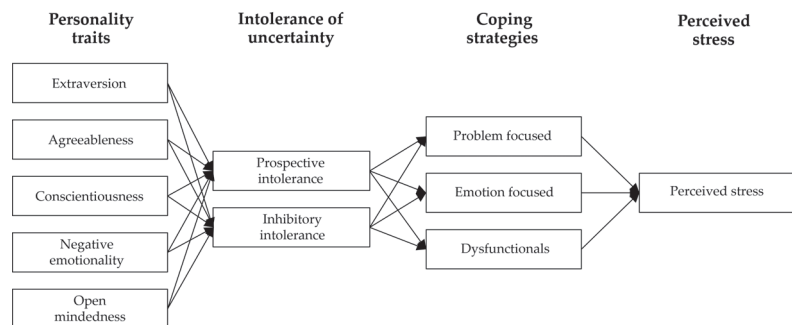 Personality
traits
Intolerance of
uncertainty
Coping
strategies
Perceived
stress
Extraversion
Agreeableness
Conscientiousness
Negative
emotionality
Open
mindedness
Prospective
intolerance
Inhibitory
intolerance
Problem focused
Emotion focused
Dysfunctionals
Perceived stress